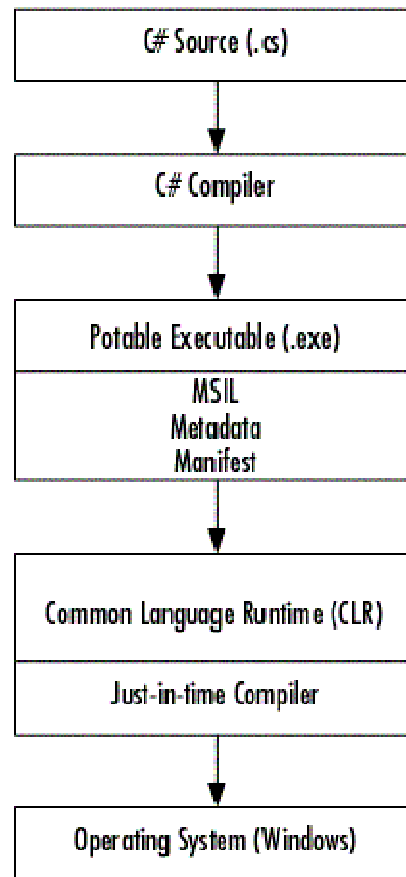 C# Source (.cs)
C# Compiler
Potable Executable (.exe)
MSIL
Metadata
Manifest
Common Language Runtime (CLR)
Just-in-time Compiler
Operating System (Windows)